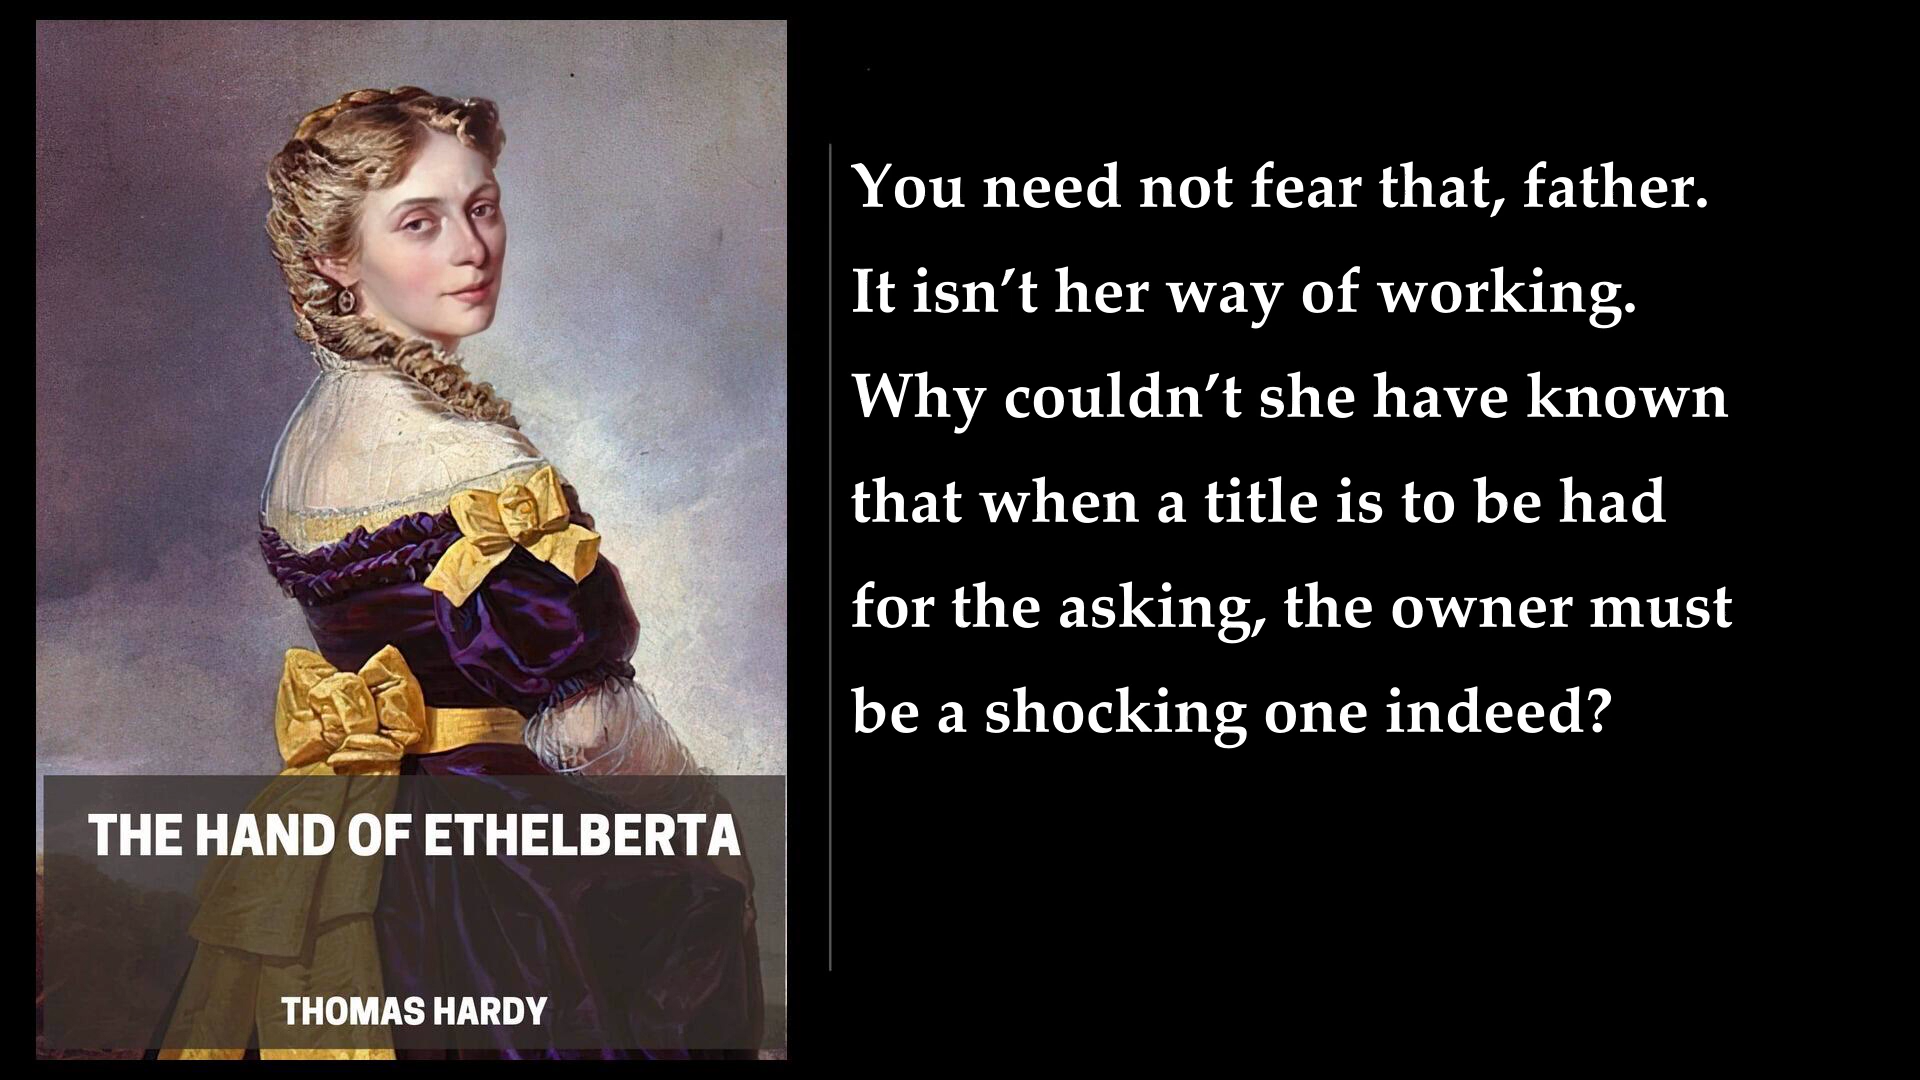 THE HAND OF ETHELBERTA
THOMAS HARDY
You need not fear that, father.
It isn’t her way of working.
Why couldn’t she have known
that when a title is to be had
for the asking, the owner must
be a shocking one indeed?